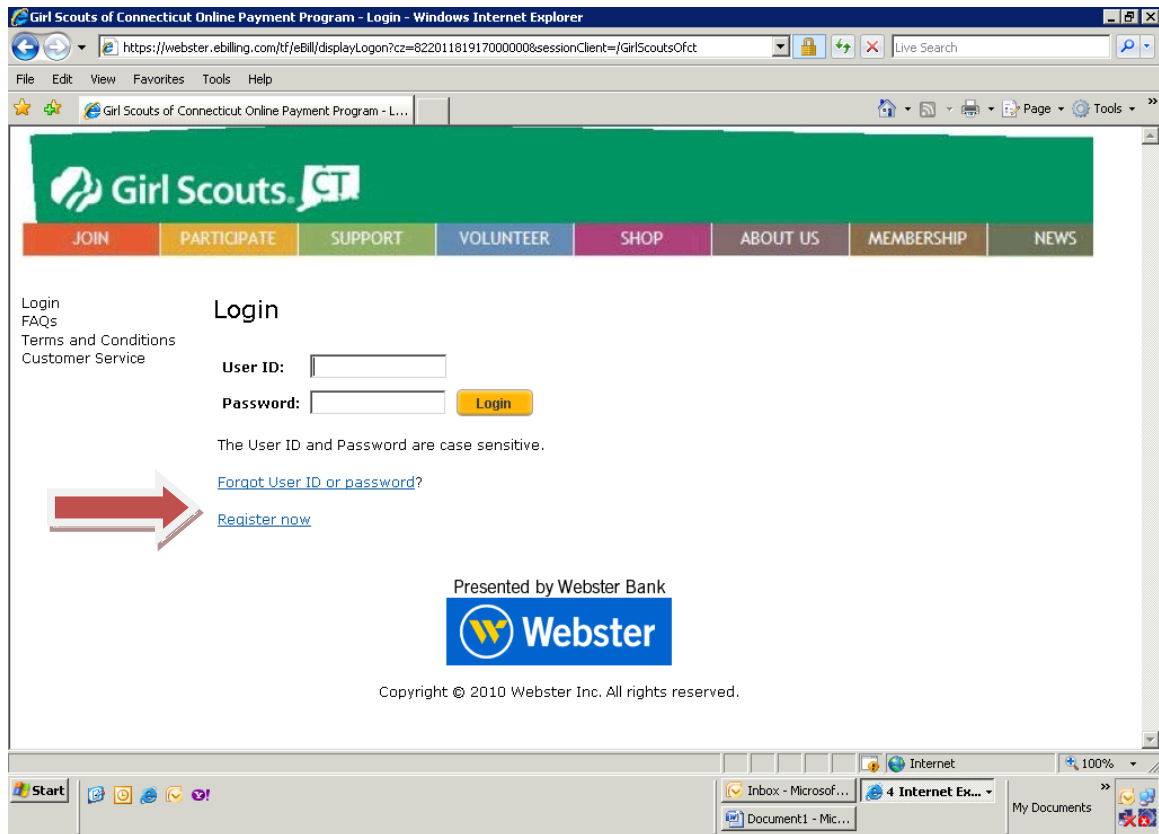 Girl Scouts of Connecticut Online Payment Program - Login - Windows Internet Explorer
https://webster.ebilling.com/tf/eBill/displayLogon?cz=82201181917000000&sessionClient=/GirlScoutsOfct
Live Search
File Edit View Favorites Tools Help
Girl Scouts of Connecticut Online Payment Program - L...
Page Tools
Girl Scouts. CT
JOIN PARTICIPATE SUPPORT VOLUNTEER SHOP ABOUT US MEMBERSHIP NEWS
Login
FAQs
Terms and Conditions
Customer Service
Login
User ID:
Password: Login
The User ID and Password are case sensitive.
Forgot User ID or password?
Register now
Presented by Webster Bank
W Webster
Copyright © 2010 Webster Inc. All rights reserved.
Internet 100%
Start
Inbox - Microsof...
4 Internet Ex...
My Documents
Document1 - Mic...